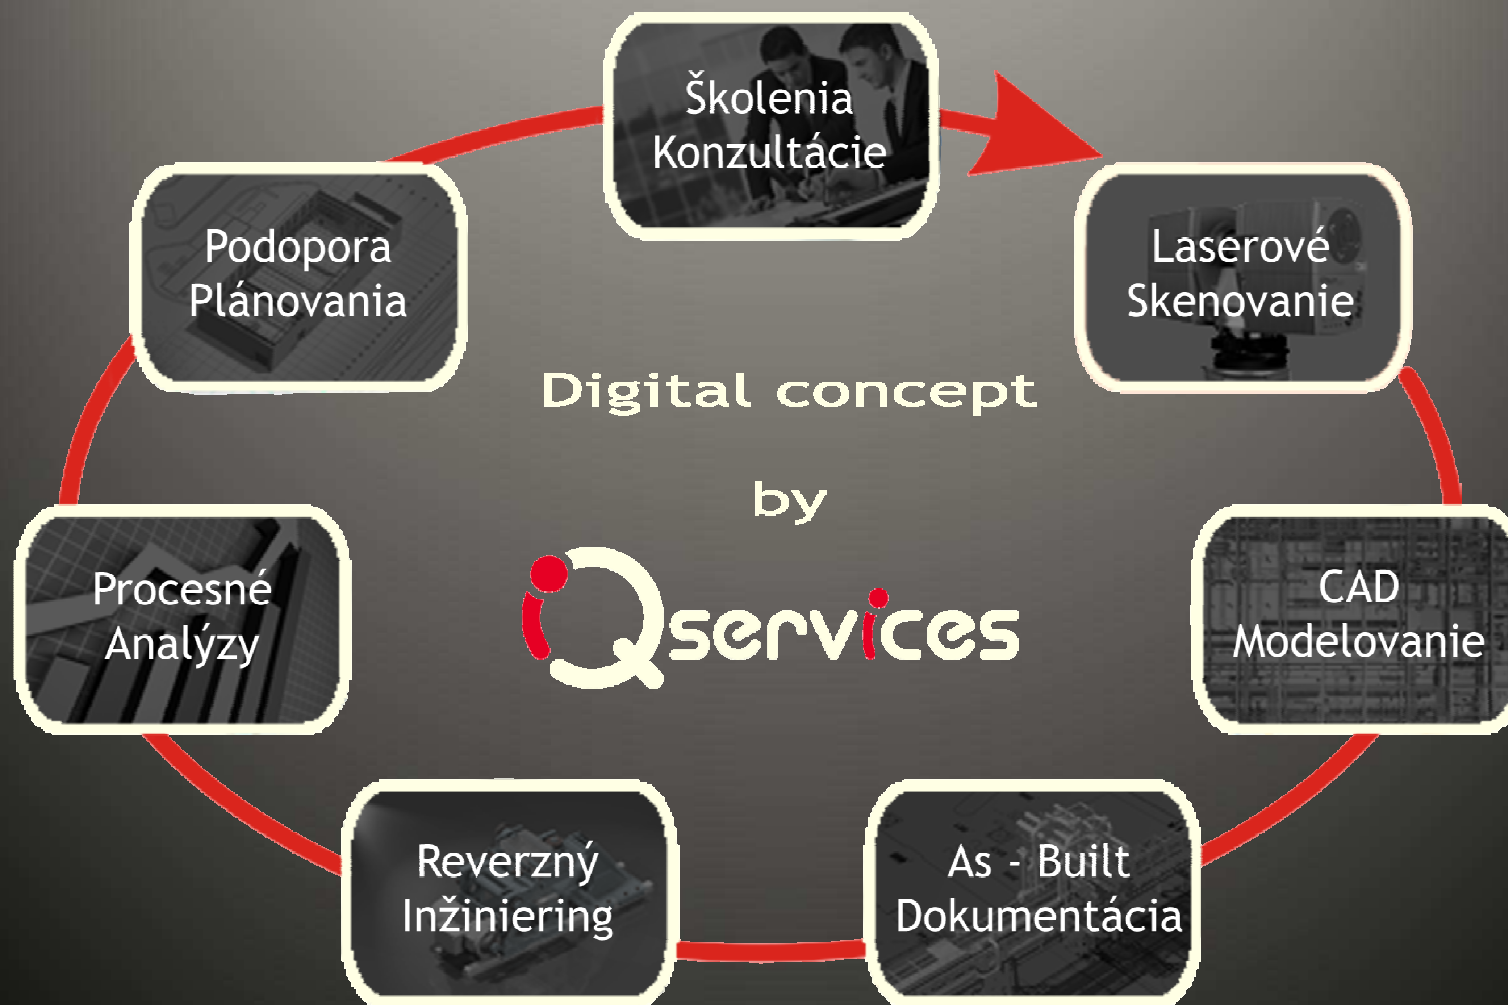 Školenia
Konzultácie
Laserové
Skenovanie
CAD
Modelovanie
As - Built
Dokumentácia
Reverzný
Inžiniering
Procesné
Analýzy
Podopora
Plánovania
Digital concept
by
iQservices